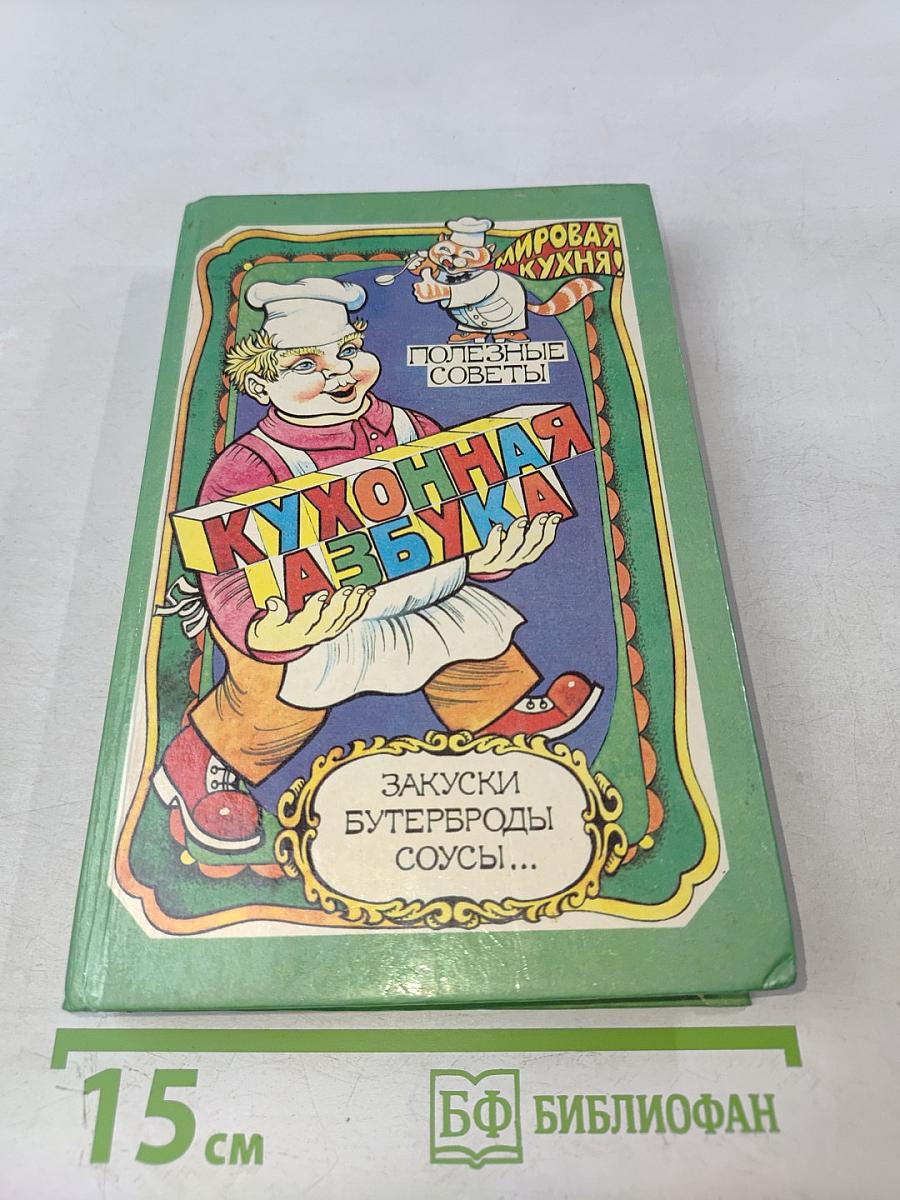 МИРОВАЯ
КУХНЯ!
ПОЛЕЗНЫЕ
СОВЕТЫ
КУХОННАЯ
АЗБУКА
ЗАКУСКИ
БУТЕРБРОДЫ
СОУСЫ...
15 см
БФ БИБЛИОФАН